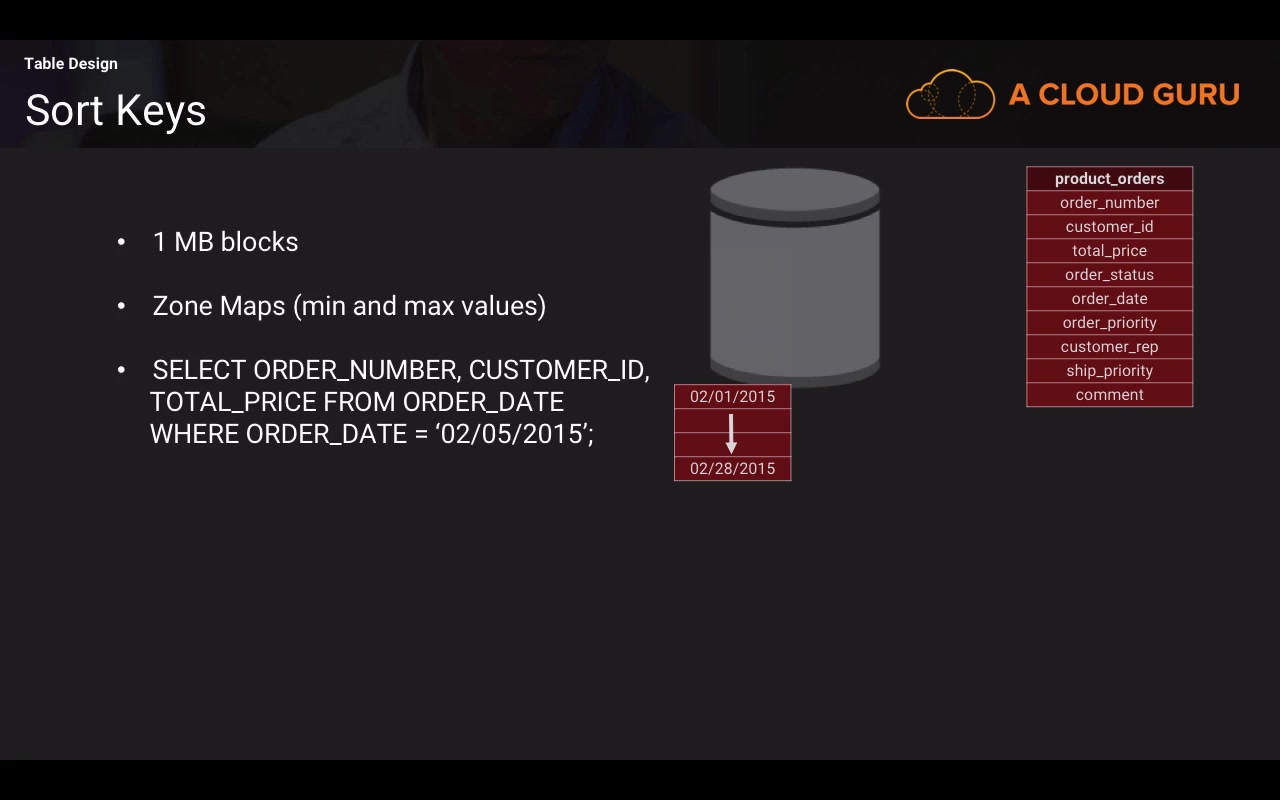 Table Design
Sort Keys
A CLOUD GURU
• 1 MB blocks
• Zone Maps (min and max values)
• SELECT ORDER_NUMBER, CUSTOMER_ID,
TOTAL_PRICE FROM ORDER_DATE
WHERE ORDER_DATE = ‘02/05/2015’;
02/01/2015
02/28/2015
product_orders
order_number
customer_id
total_price
order_status
order_date
order_priority
customer_rep
ship_priority
comment